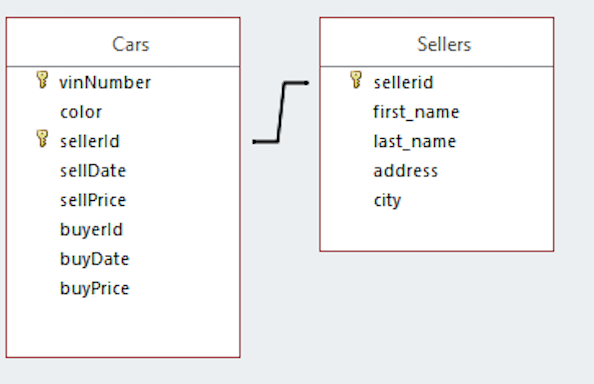 Cars
vinNumber
color
sellerId
sellDate
sellPrice
buyerId
buyDate
buyPrice
Sellers
sellerid
first_name
last_name
address
city